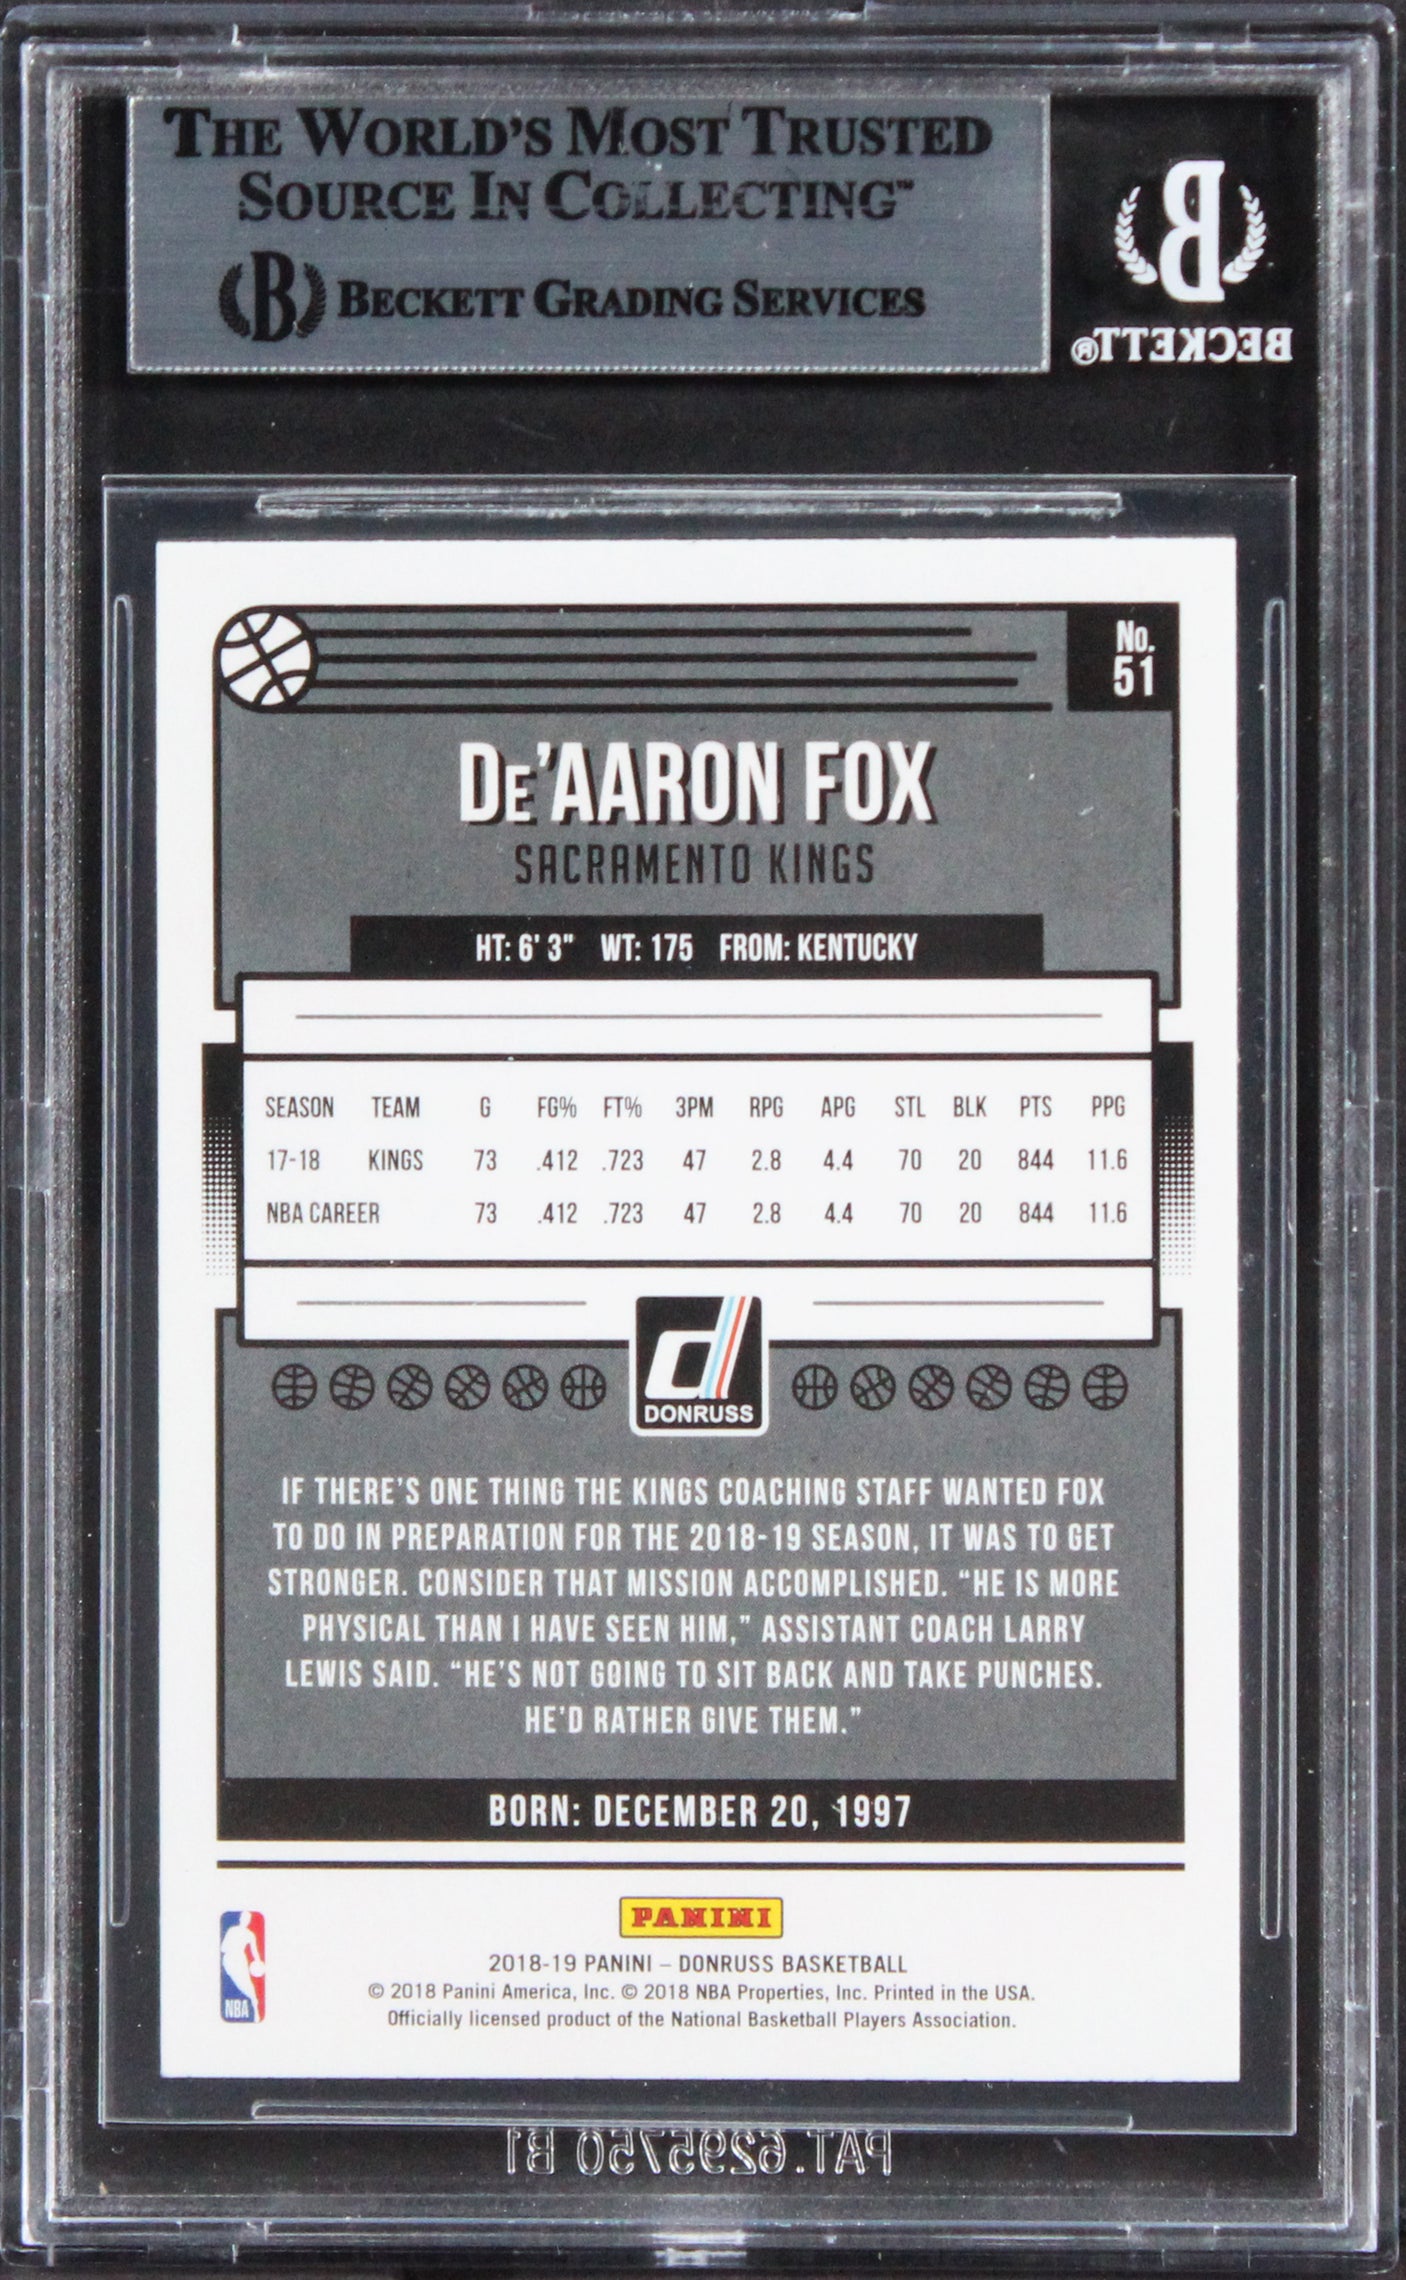 THE WORLD'S MOST TRUSTED
SOURCE IN COLLECTING™
B BECKETT GRADING SERVICES
B
BECKETT®
No.
51
DE'AARON FOX
SACRAMENTO KINGS
HT: 6' 3" WT: 175 FROM: KENTUCKY
SEASON TEAM G FG% FT% 3PM RPG APG STL BLK PTS PPG
17-18 KINGS 73 .412 .723 47 2.8 4.4 70 20 844 11.6
NBA CAREER 73 .412 .723 47 2.8 4.4 70 20 844 11.6
d
DONRUSS
IF THERE'S ONE THING THE KINGS COACHING STAFF WANTED FOX
TO DO IN PREPARATION FOR THE 2018-19 SEASON, IT WAS TO GET
STRONGER. CONSIDER THAT MISSION ACCOMPLISHED. "HE IS MORE
PHYSICAL THAN I HAVE SEEN HIM," ASSISTANT COACH LARRY
LEWIS SAID. "HE'S NOT GOING TO SIT BACK AND TAKE PUNCHES.
HE'D RATHER GIVE THEM."
BORN: DECEMBER 20, 1997
PANINI
NBA
2018-19 PANINI – DONRUSS BASKETBALL
© 2018 Panini America, Inc. © 2018 NBA Properties, Inc. Printed in the USA.
Officially licensed product of the National Basketball Players Association.
PAT.6295750 B1